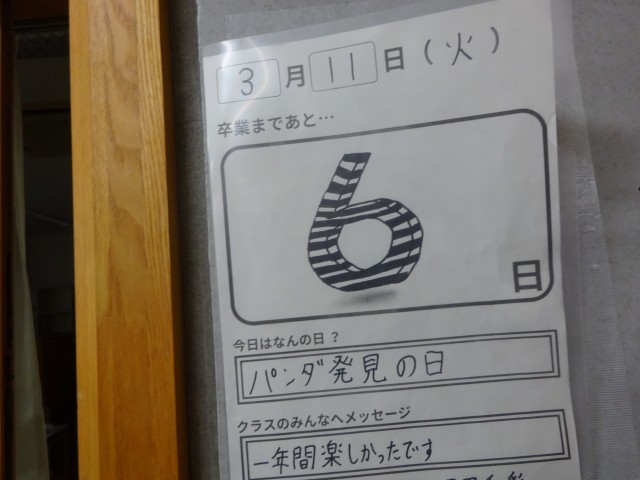 3月11日(火)
卒業まであと…
6日
今日はなんの日？
パンダ発見の日
クラスのみんなへメッセージ
一年間楽しかったです